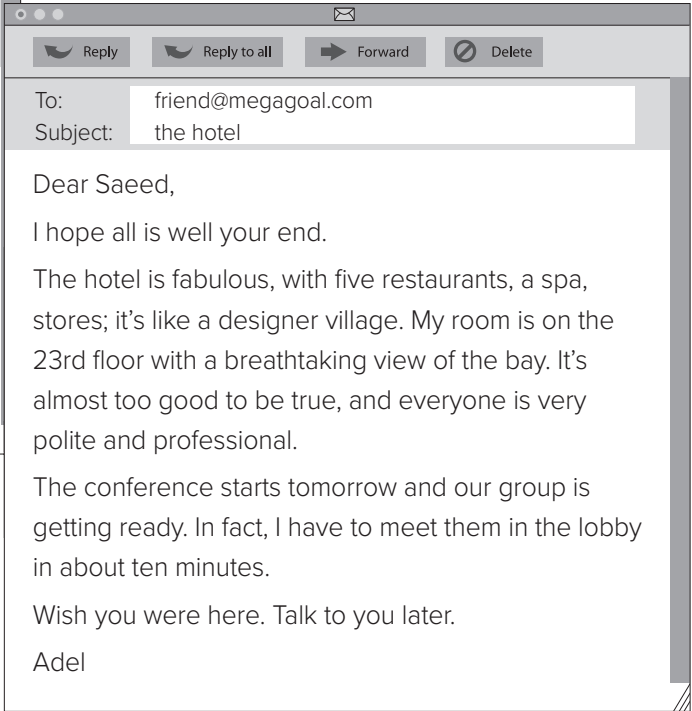 Reply Reply to all Forward Delete
To: friend@megagoal.com
Subject: the hotel
Dear Saeed,
I hope all is well your end.
The hotel is fabulous, with five restaurants, a spa,
stores; it’s like a designer village. My room is on the
23rd floor with a breathtaking view of the bay. It’s
almost too good to be true, and everyone is very
polite and professional.
The conference starts tomorrow and our group is
getting ready. In fact, I have to meet them in the lobby
in about ten minutes.
Wish you were here. Talk to you later.
Adel